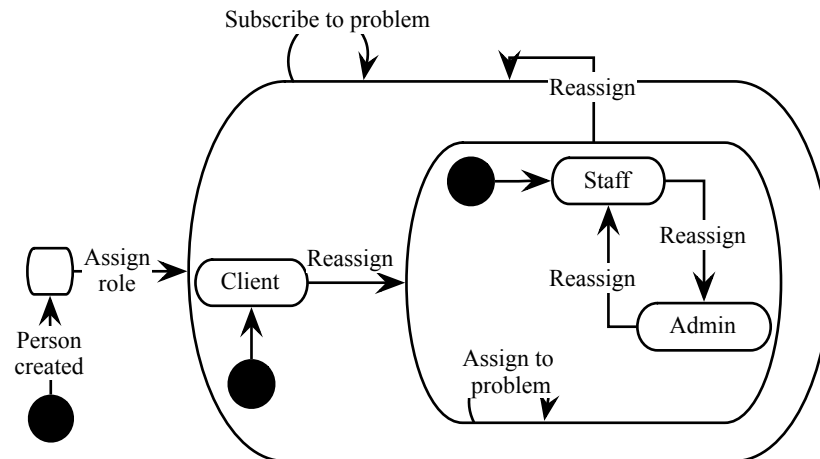 Subscribe to problem
Reassign
Staff
Reassign
Reassign
Assign
role
Reassign
Client
Admin
Person
created
Assign to
problem